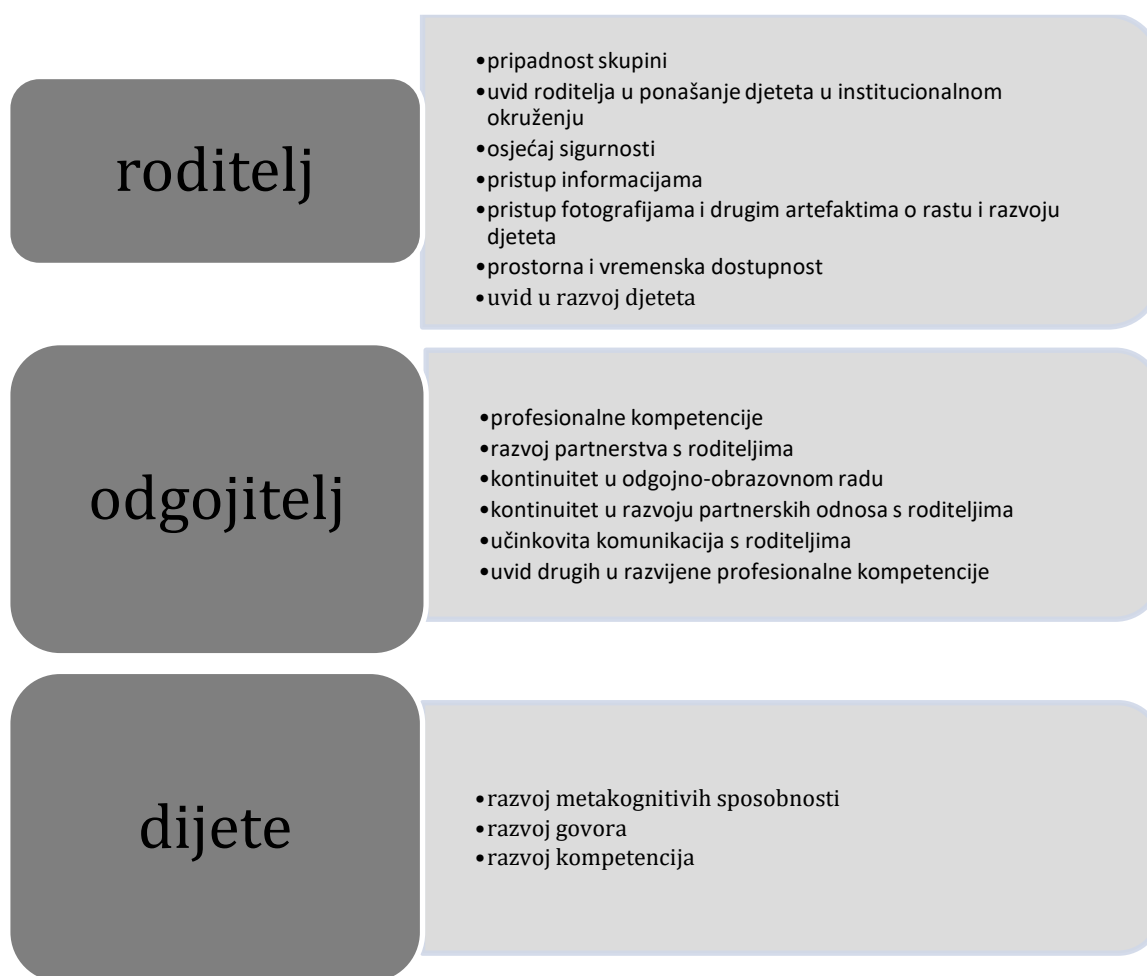 roditelj
•pripadnost skupini
•uvid roditelja u ponašanje djeteta u institucionalnom
okruženju
•osjećaj sigurnosti
•pristup informacijama
•pristup fotografijama i drugim artefaktima o rastu i razvoju
djeteta
•prostorna i vremenska dostupnost
•uvid u razvoj djeteta
odgojitelj
•profesionalne kompetencije
•razvoj partnerstva s roditeljima
•kontinuitet u odgojno-obrazovnom radu
•kontinuitet u razvoju partnerskih odnosa s roditeljima
•učinkovita komunikacija s roditeljima
•uvid drugih u razvijene profesionalne kompetencije
dijete
•razvoj metakognitivih sposobnosti
•razvoj govora
•razvoj kompetencija